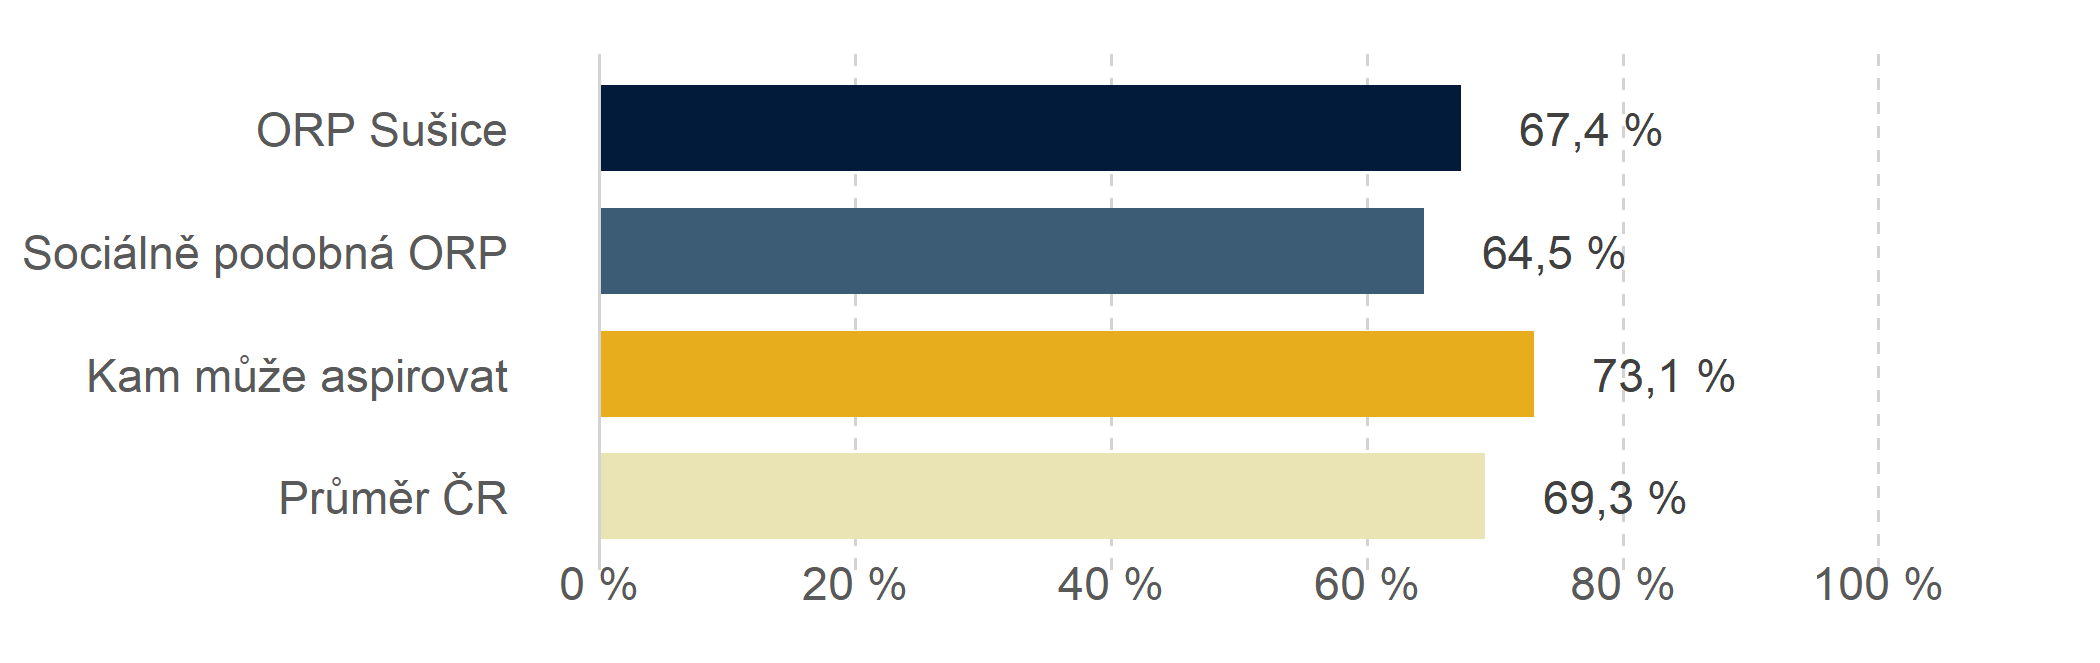 ORP Sušice 67,4 %
Sociálně podobná ORP 64,5 %
Kam může aspirovat 73,1 %
Průměr ČR 69,3 %
0 % 20 % 40 % 60 % 80 % 100 %